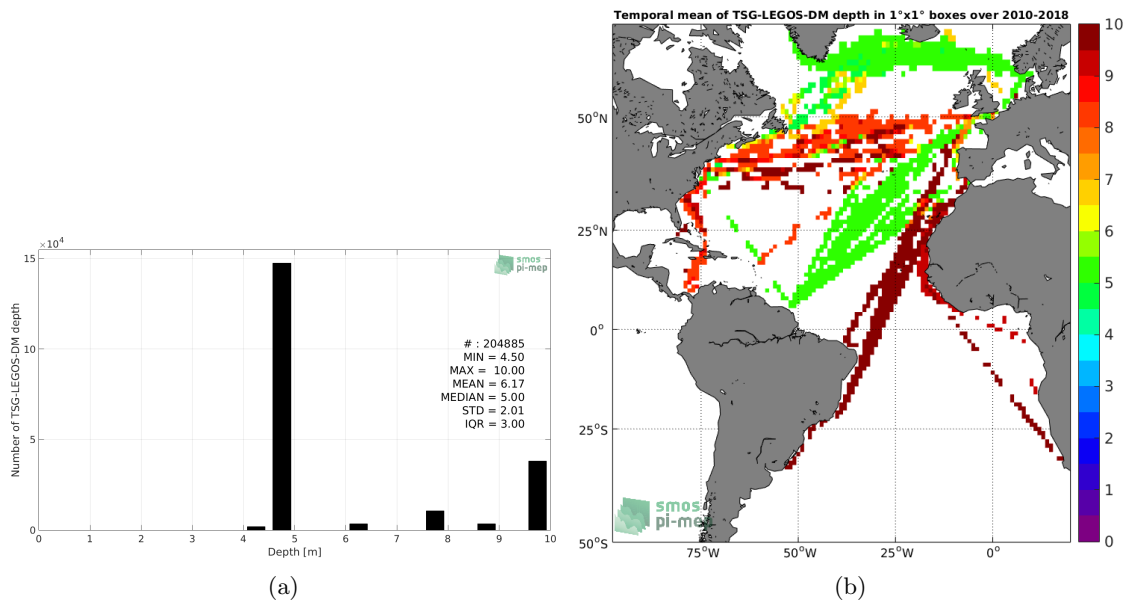 ×10⁴
15
10
5
0
Number of TSG-LEGOS-DM depth
smos
pi-mep
# : 204885
MIN = 4.50
MAX = 10.00
MEAN = 6.17
MEDIAN = 5.00
STD = 2.01
IQR = 3.00
0 1 2 3 4 5 6 7 8 9 10
Depth [m]
(a)
Temporal mean of TSG-LEGOS-DM depth in 1°x1° boxes over 2010-2018
50°N
25°N
0°
25°S
50°S
smos
pi-mep
75°W 50°W 25°W 0°
10
9
8
7
6
5
4
3
2
1
0
(b)